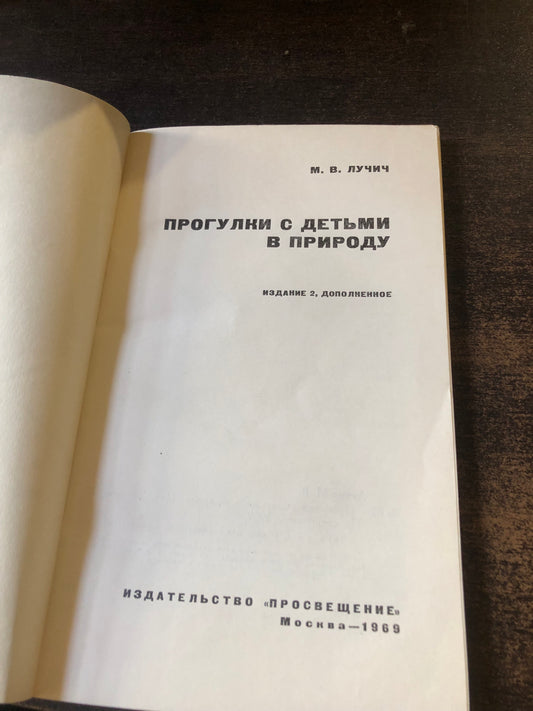 М. В. ЛУЧИЧ
ПРОГУЛКИ С ДЕТЬМИ
В ПРИРОДУ
ИЗДАНИЕ 2, ДОПОЛНЕННОЕ
ИЗДАТЕЛЬСТВО «ПРОСВЕЩЕНИЕ»
Москва—1969